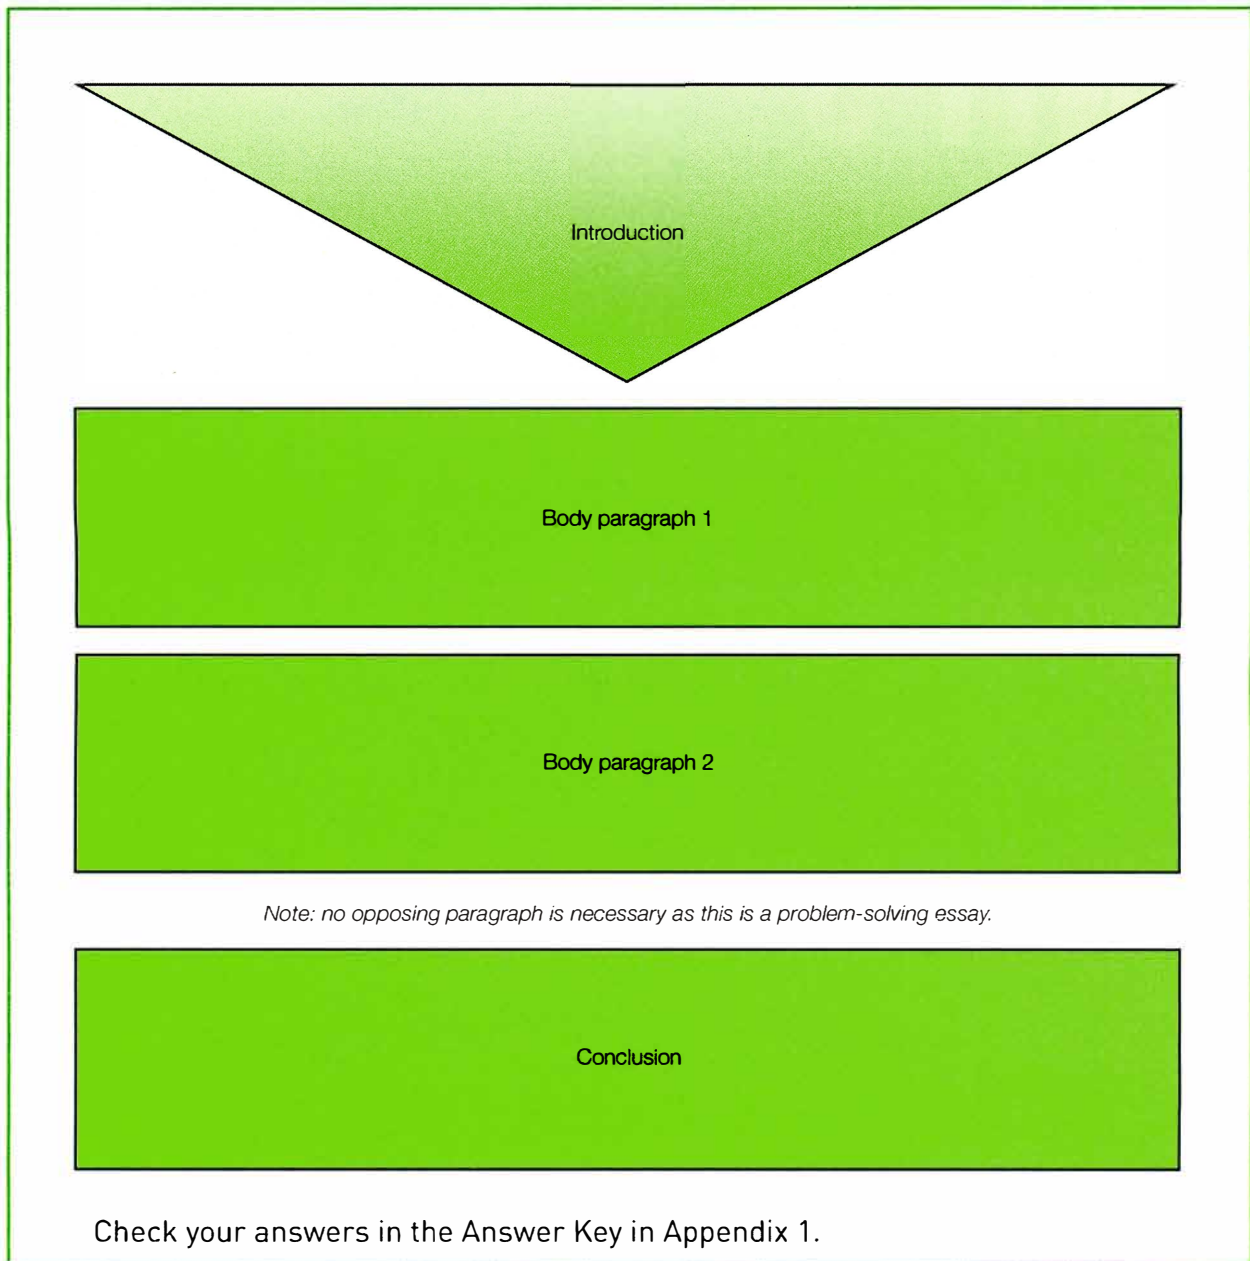 Introduction
Body paragraph 1
Body paragraph 2
Note: no opposing paragraph is necessary as this is a problem-solving essay.
Conclusion
Check your answers in the Answer Key in Appendix 1.